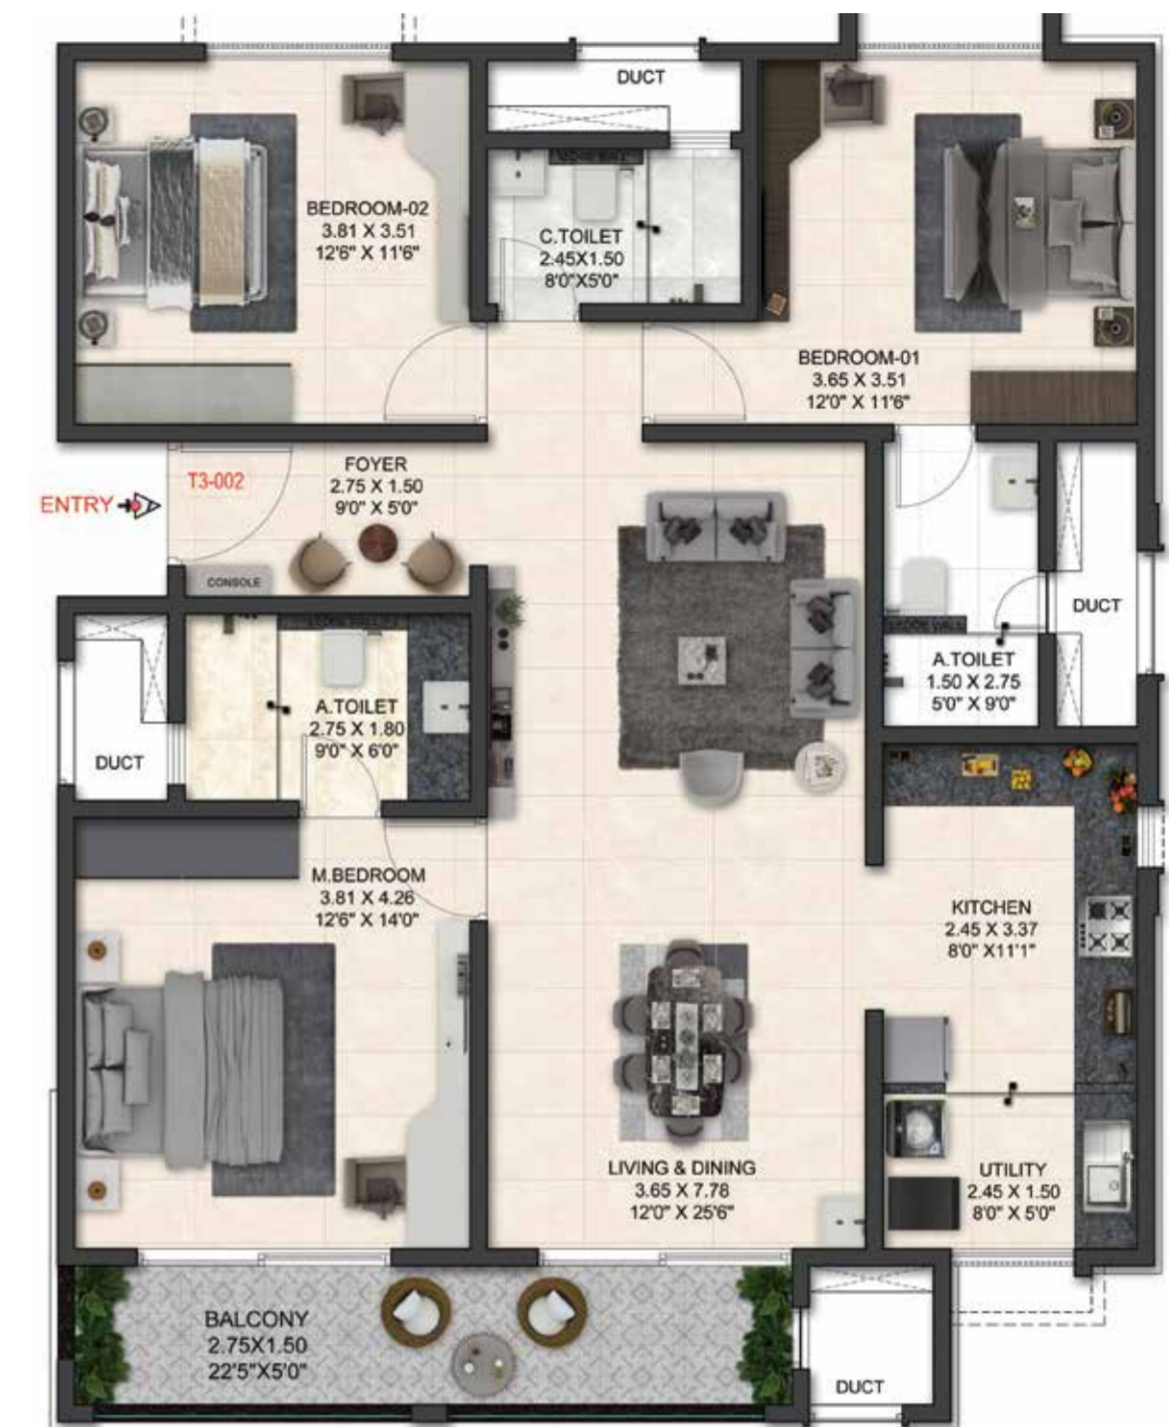 DUCT
BEDROOM-02
3.81 X 3.51
12'6" X 11'6"
C.TOILET
2.45X1.50
8'0"X5'0"
BEDROOM-01
3.65 X 3.51
12'0" X 11'6"
T3-002
ENTRY
FOYER
2.75 X 1.50
9'0" X 5'0"
CONSOLE
DUCT
A.TOILET
1.50 X 2.75
5'0" X 9'0"
A.TOILET
2.75 X 1.80
9'0" X 6'0"
DUCT
M.BEDROOM
3.81 X 4.26
12'6" X 14'0"
KITCHEN
2.45 X 3.37
8'0" X11'1"
LIVING & DINING
3.65 X 7.78
12'0" X 25'6"
UTILITY
2.45 X 1.50
8'0" X 5'0"
BALCONY
2.75X1.50
22'5"X5'0"
DUCT